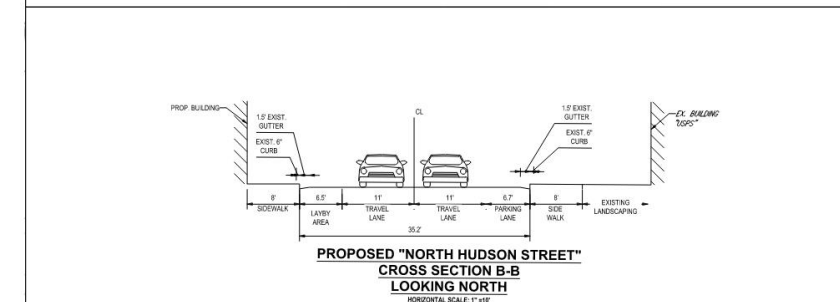 PROP. BUILDING
1.5' EXIST.
GUTTER
EXIST. 6"
CURB
CL
1.5' EXIST.
GUTTER
EXIST. 6"
CURB
EX. BUILDING
"USPS"
8'
SIDEWALK
6.5'
LAYBY
AREA
11'
TRAVEL
LANE
11'
TRAVEL
LANE
6.7'
PARKING
LANE
8'
SIDE
WALK
EXISTING
LANDSCAPING
35.2'
PROPOSED "NORTH HUDSON STREET"
CROSS SECTION B-B
LOOKING NORTH
HORIZONTAL SCALE: 1" =10'